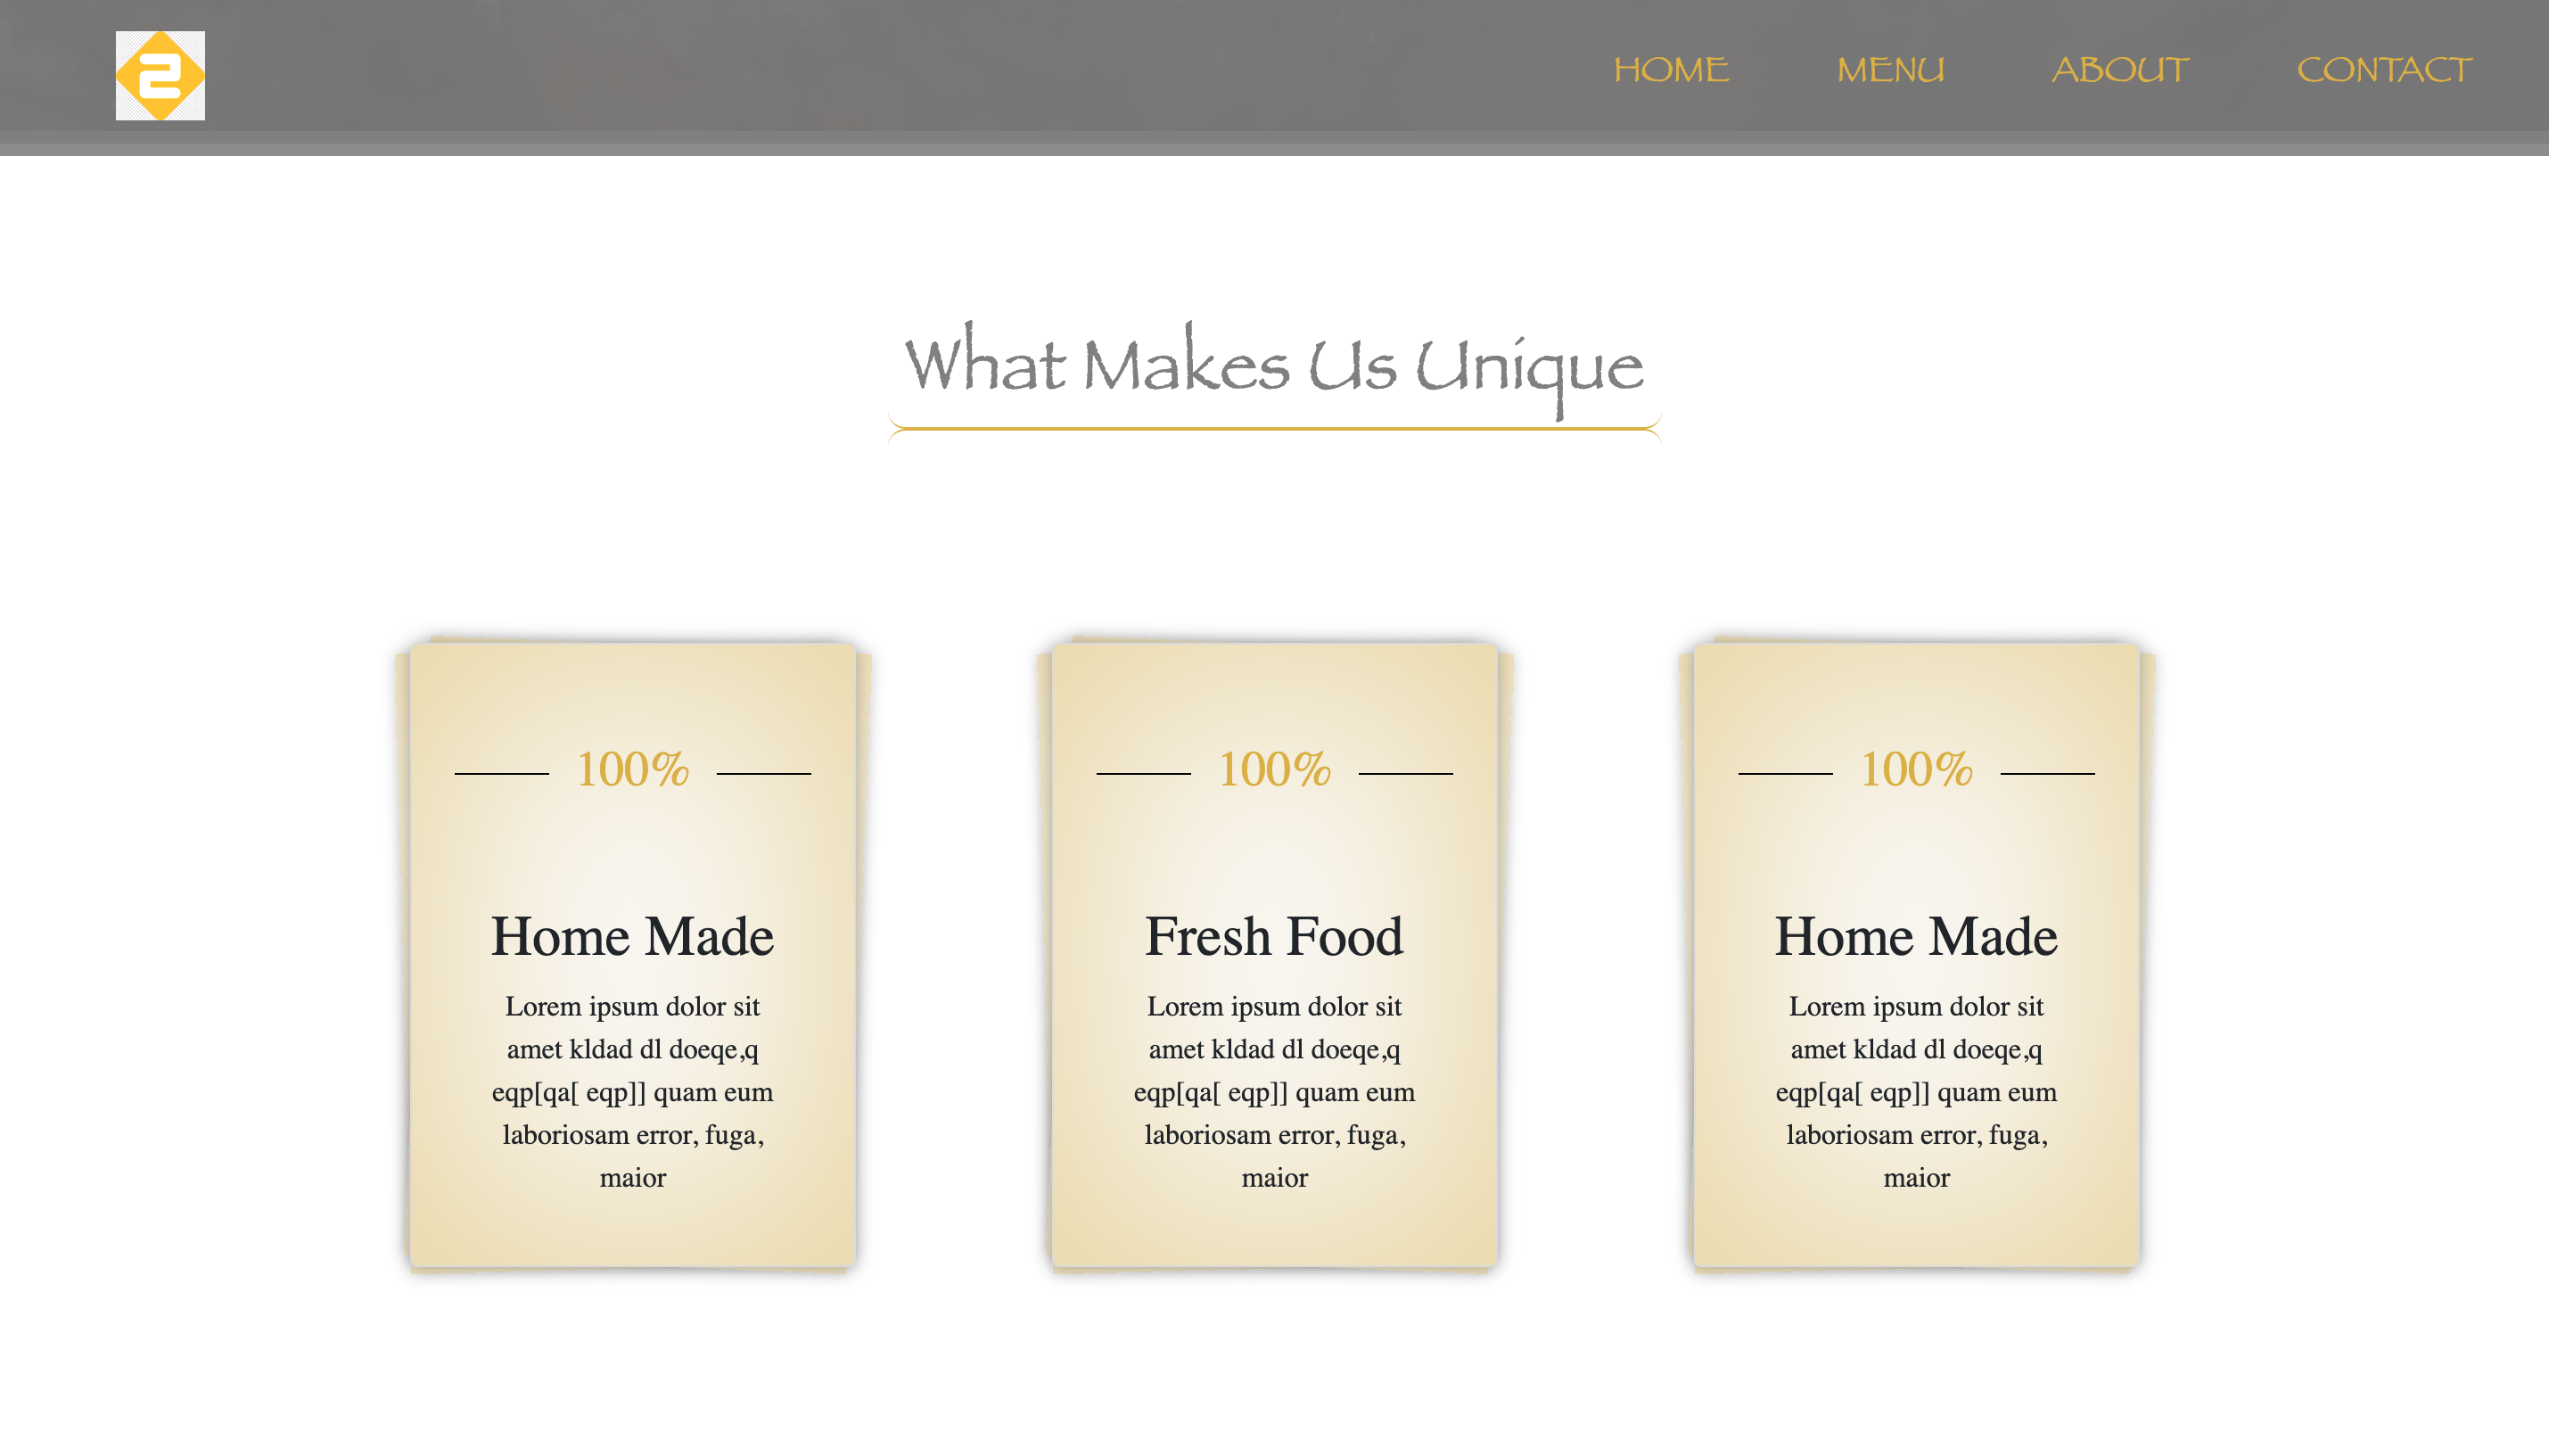 2
HOME MENU ABOUT CONTACT
What Makes Us Unique
100%
Home Made
Lorem ipsum dolor sit
amet kldad dl doeqe,q
eqp[qa[ eqp]] quam eum
laboriosam error, fuga,
maior
100%
Fresh Food
Lorem ipsum dolor sit
amet kldad dl doeqe,q
eqp[qa[ eqp]] quam eum
laboriosam error, fuga,
maior
100%
Home Made
Lorem ipsum dolor sit
amet kldad dl doeqe,q
eqp[qa[ eqp]] quam eum
laboriosam error, fuga,
maior